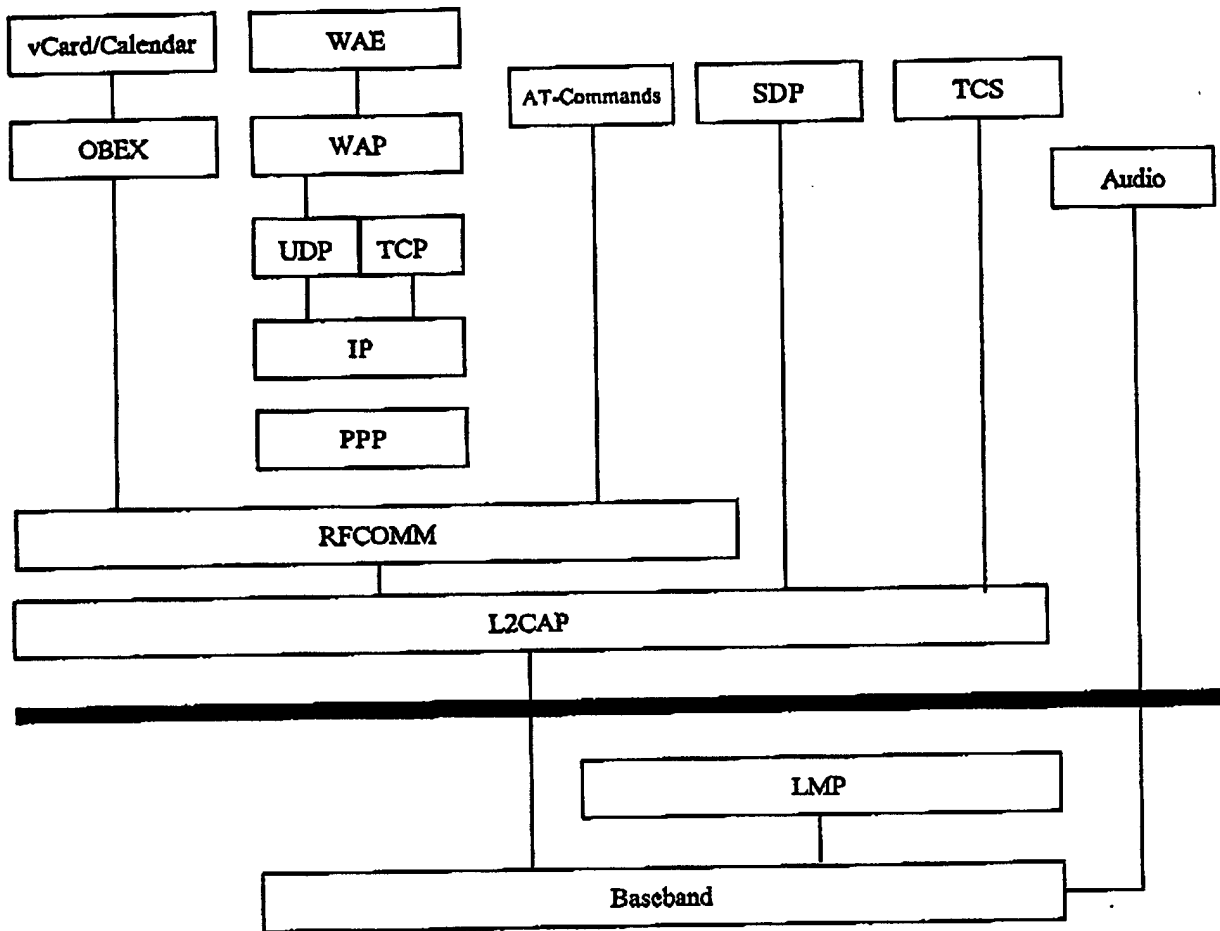 vCard/Calendar
WAE
AT-Commands
SDP
TCS
OBEX
WAP
Audio
UDP
TCP
IP
PPP
RFCOMM
L2CAP
LMP
Baseband